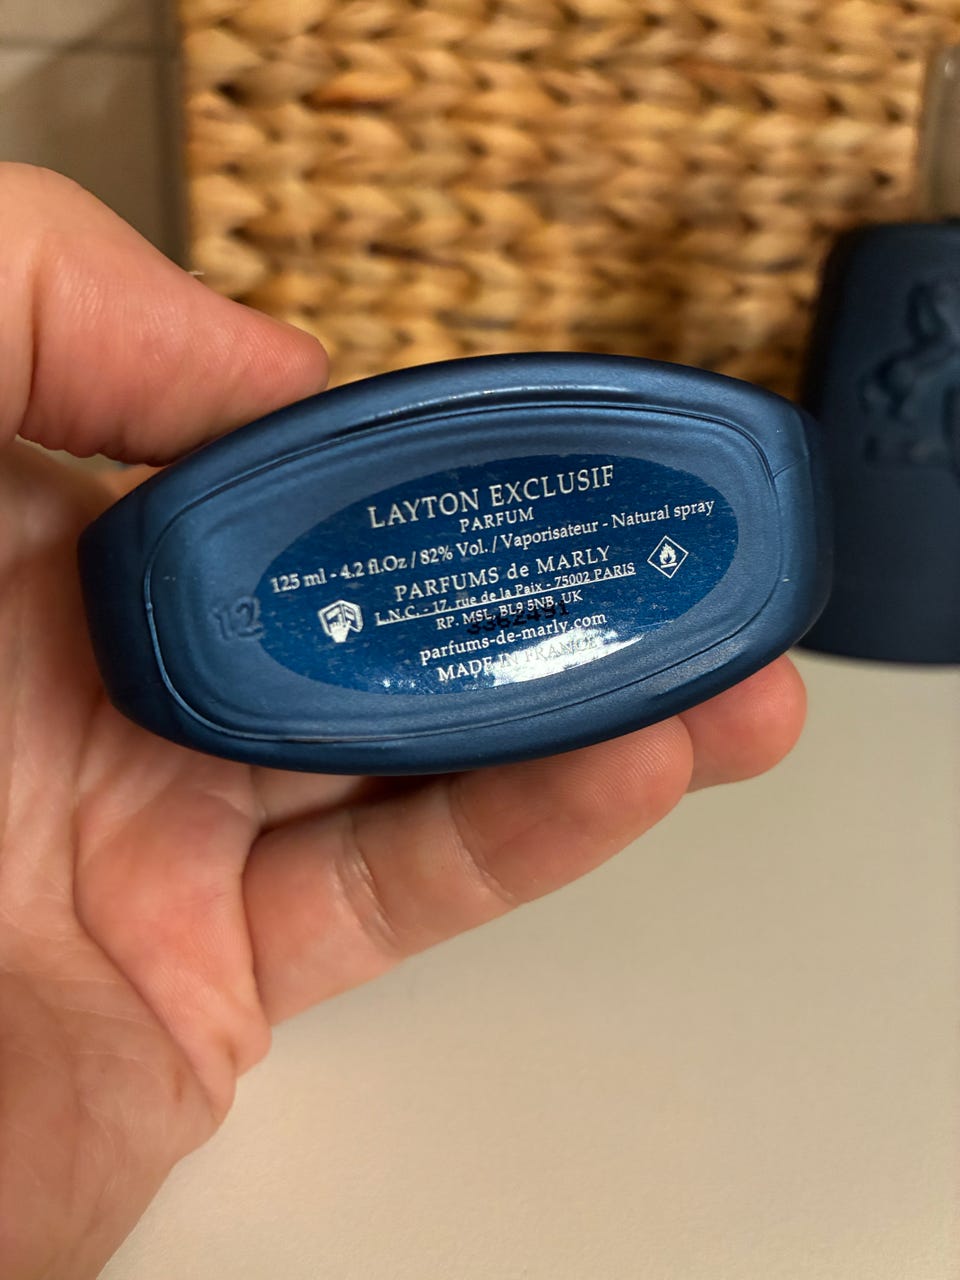 LAYTON EXCLUSIF
PARFUM
125 ml - 4.2 fl.Oz / 82% Vol. / Vaporisateur - Natural spray
PARFUMS de MARLY
L.N.C. - 17, rue de la Paix - 75002 PARIS
RP. MSL, BL9 5NB, UK
parfums-de-marly.com
MADE IN FRANCE
12